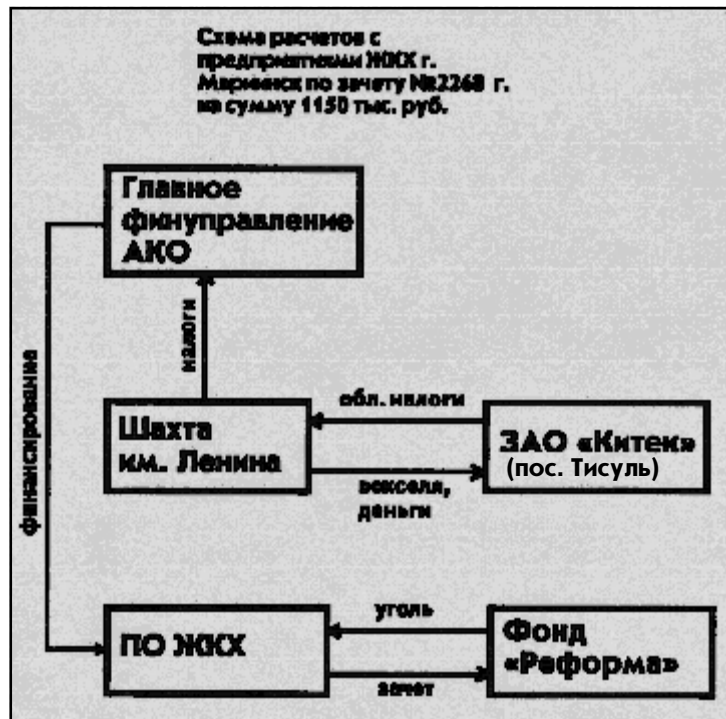 Схема расчетов с
предприятиями ЖКХ г.
Мариинск по зачету №2268 г.
на сумму 1150 тыс. руб.
Главное
финуправление
АКО
налоги
финансирование
Шахта
им. Ленина
обл. налоги
векселя,
деньги
ЗАО «Китек»
(пос. Тисуль)
ПО ЖКХ
уголь
зачет
Фонд
«Реформа»